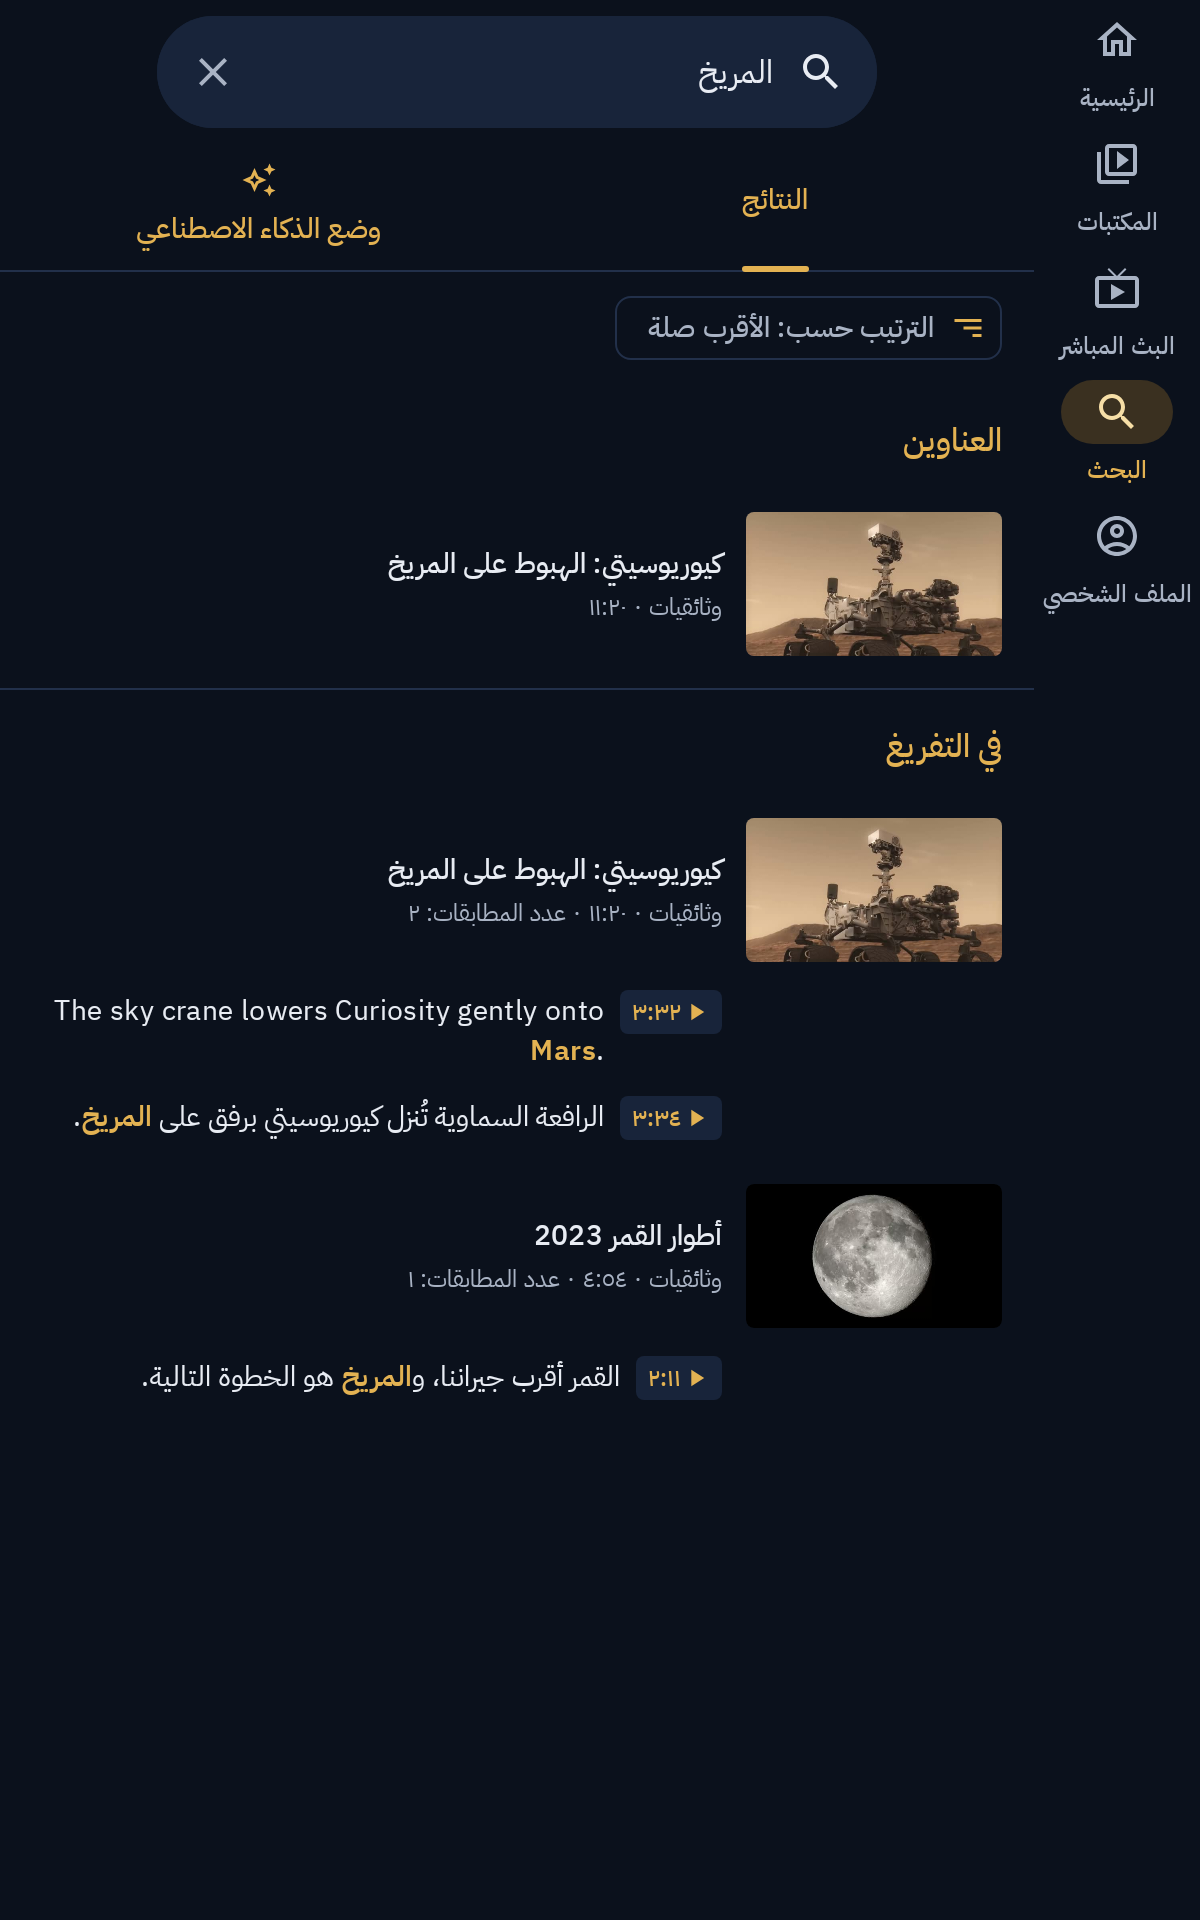 الرئيسية
المكتبات
البث المباشر
البحث
الملف الشخصي
المريخ
النتائج
وضع الذكاء الاصطناعي
الترتيب حسب: الأقرب صلة
العناوين
كيوريوسيتي: الهبوط على المريخ
وثائقيات · ١١:٢٠
في التفريغ
كيوريوسيتي: الهبوط على المريخ
وثائقيات · ١١:٢٠ · عدد المطابقات: ٢
٣:٣٢ The sky crane lowers Curiosity gently onto
Mars.
٣:٣٤ الرافعة السماوية تُنزل كيوريوسيتي برفق على المريخ.
أطوار القمر 2023
وثائقيات · ٤:٥٤ · عدد المطابقات: ١
٢:١١ القمر أقرب جيراننا، والمريخ هو الخطوة التالية.